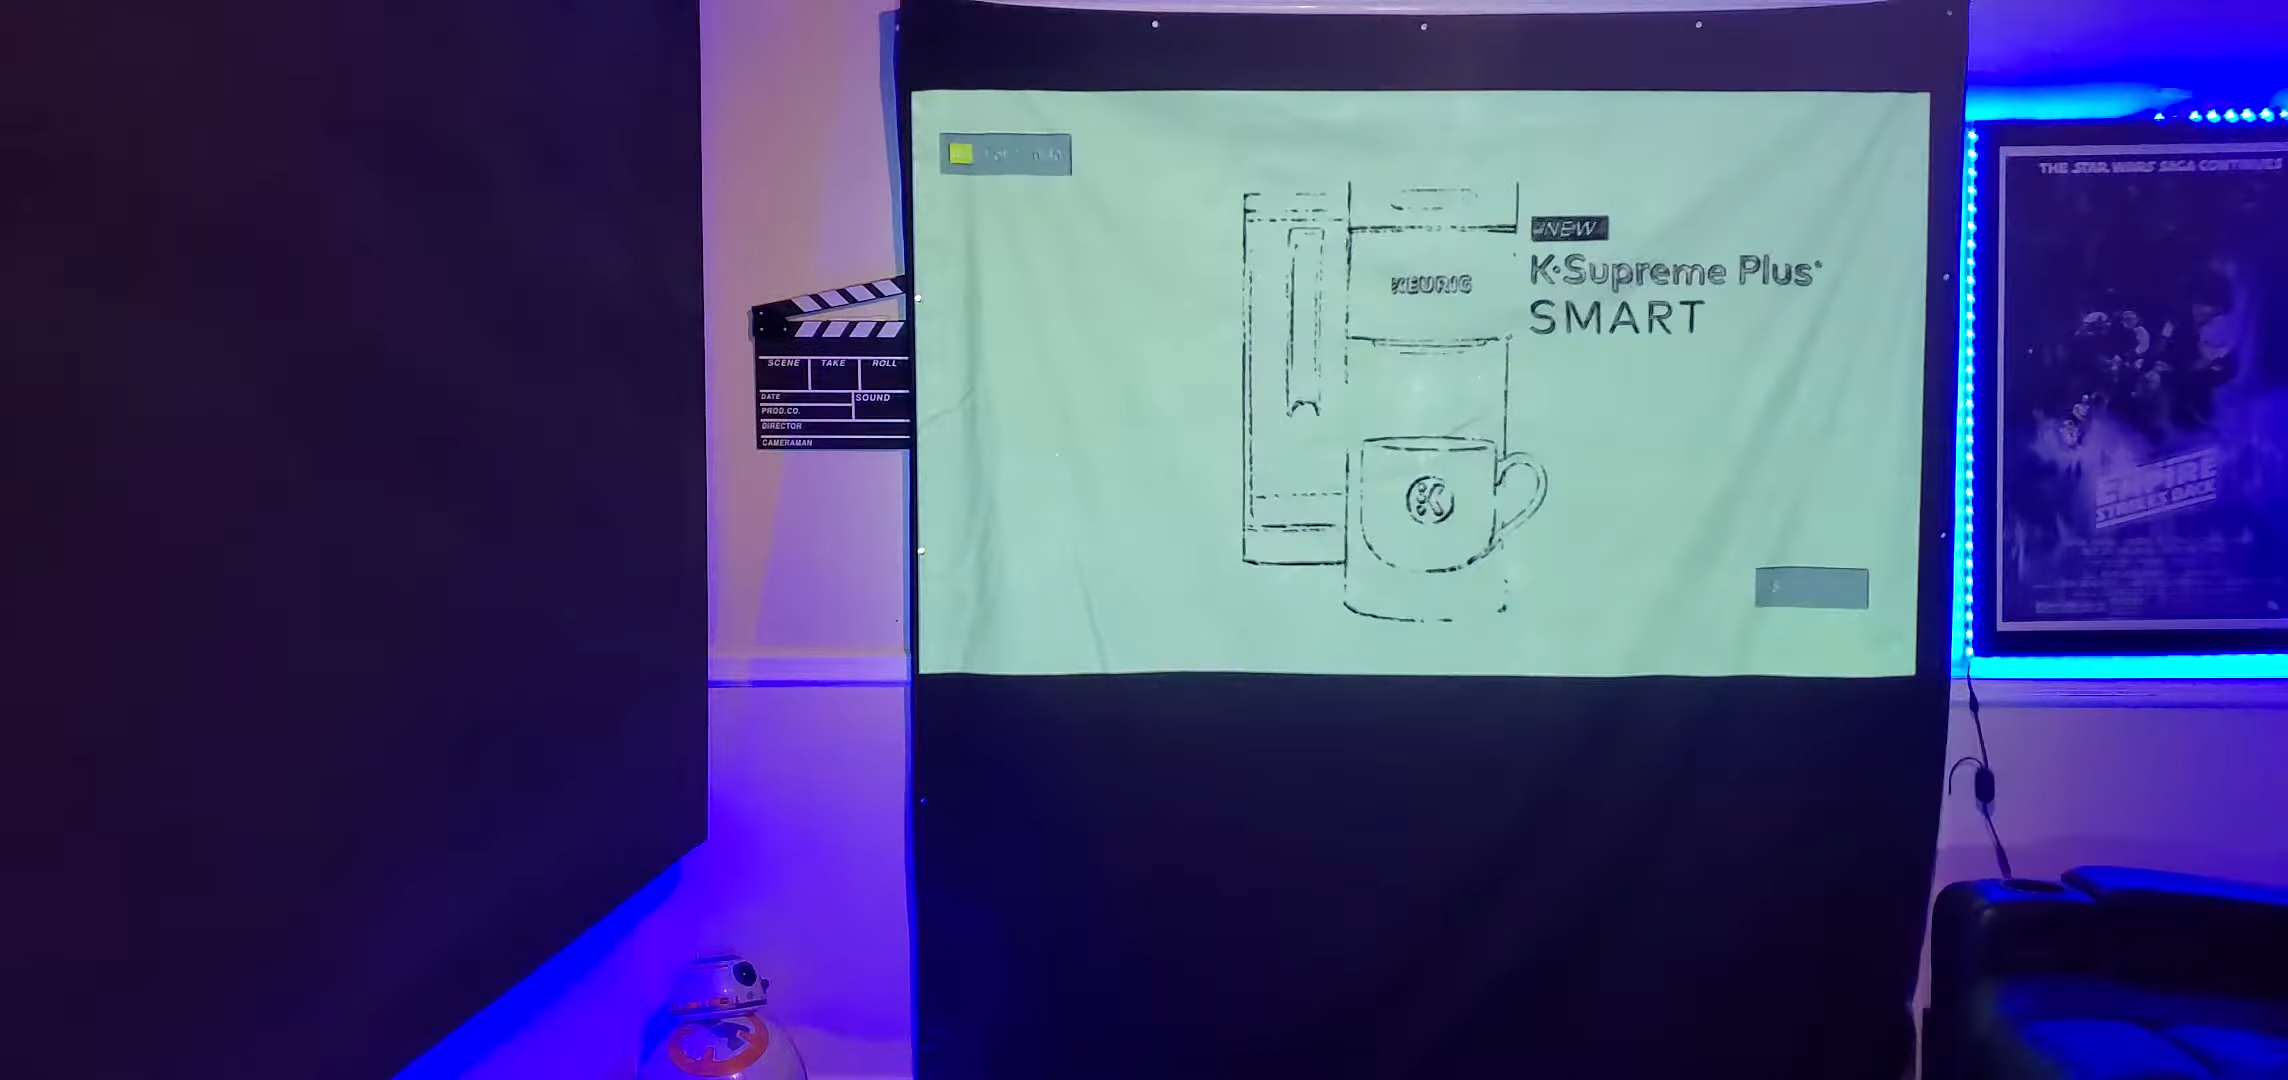 SCENE TAKE ROLL
DATE SOUND
PROD.CO.
DIRECTOR
CAMERAMAN
KEURIG
K
NEW
K·Supreme Plus®
SMART
THE STAR WARS SAGA CONTINUES
EMPIRE
STRIKES BACK